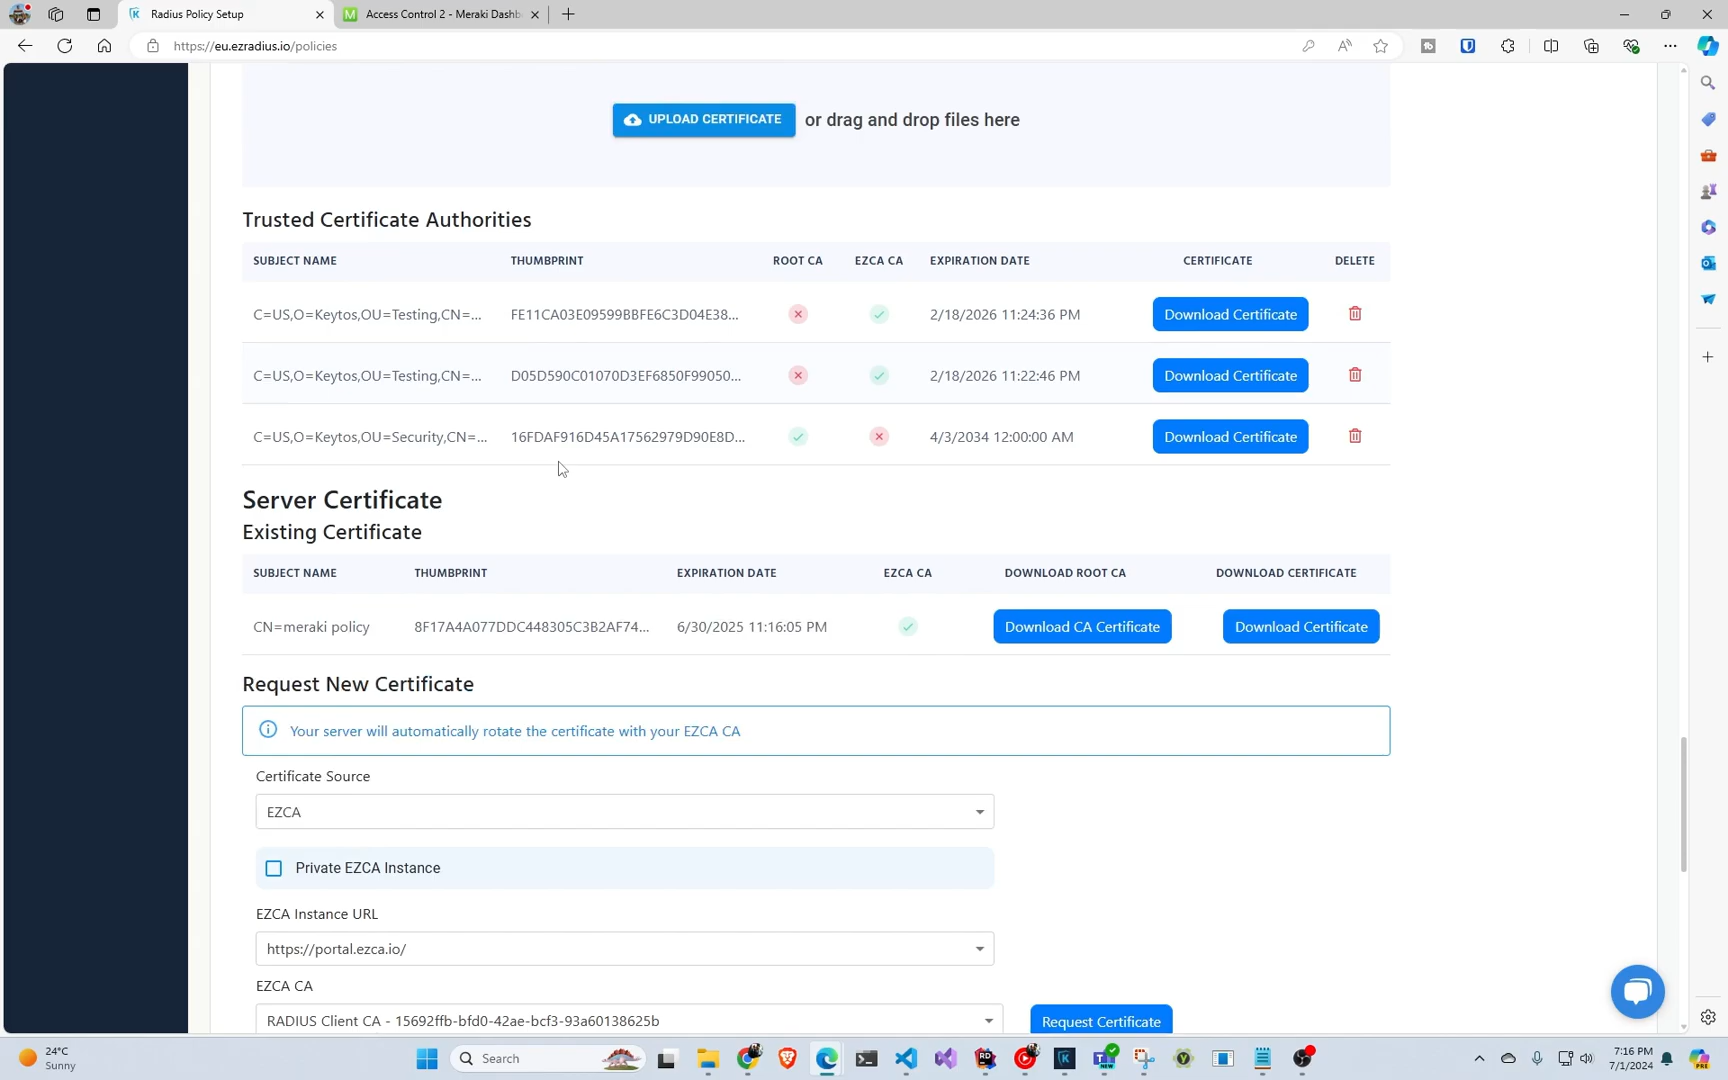 Radius Policy Setup
Access Control 2 - Meraki Dashb
https://eu.ezradius.io/policies
UPLOAD CERTIFICATE or drag and drop files here
Trusted Certificate Authorities
SUBJECT NAME THUMBPRINT ROOT CA EZCA CA EXPIRATION DATE CERTIFICATE DELETE
C=US,O=Keytos,OU=Testing,CN=... FE11CA03E09599BBFE6C3D04E38... 2/18/2026 11:24:36 PM Download Certificate
C=US,O=Keytos,OU=Testing,CN=... D05D590C01070D3EF6850F99050... 2/18/2026 11:22:46 PM Download Certificate
C=US,O=Keytos,OU=Security,CN=... 16FDAF916D45A17562979D90E8D... 4/3/2034 12:00:00 AM Download Certificate
Server Certificate
Existing Certificate
SUBJECT NAME THUMBPRINT EXPIRATION DATE EZCA CA DOWNLOAD ROOT CA DOWNLOAD CERTIFICATE
CN=meraki policy 8F17A4A077DDC448305C3B2AF74... 6/30/2025 11:16:05 PM Download CA Certificate Download Certificate
Request New Certificate
Your server will automatically rotate the certificate with your EZCA CA
Certificate Source
EZCA
Private EZCA Instance
EZCA Instance URL
https://portal.ezca.io/
EZCA CA
RADIUS Client CA - 15692ffb-bfd0-42ae-bcf3-93a60138625b Request Certificate
24°C
Sunny
Search
7:16 PM
7/1/2024